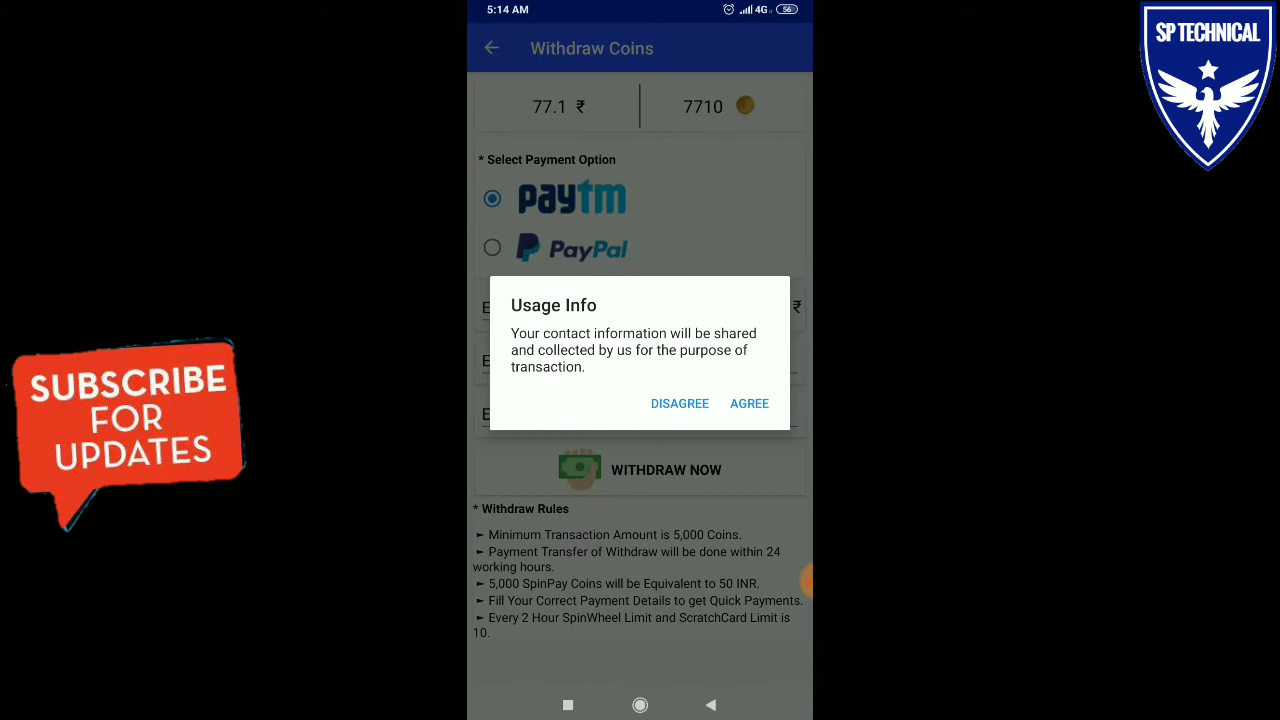 5:14 AM
4G
56
SP TECHNICAL
Withdraw Coins
77.1 ₹
7710
* Select Payment Option
paytm
PayPal
Usage Info
E
₹
Your contact information will be shared
and collected by us for the purpose of
transaction.
E
DISAGREE AGREE
E
SUBSCRIBE
FOR
UPDATES
WITHDRAW NOW
* Withdraw Rules
► Minimum Transaction Amount is 5,000 Coins.
► Payment Transfer of Withdraw will be done within 24
working hours.
► 5,000 SpinPay Coins will be Equivalent to 50 INR.
► Fill Your Correct Payment Details to get Quick Payments.
► Every 2 Hour SpinWheel Limit and ScratchCard Limit is
10.